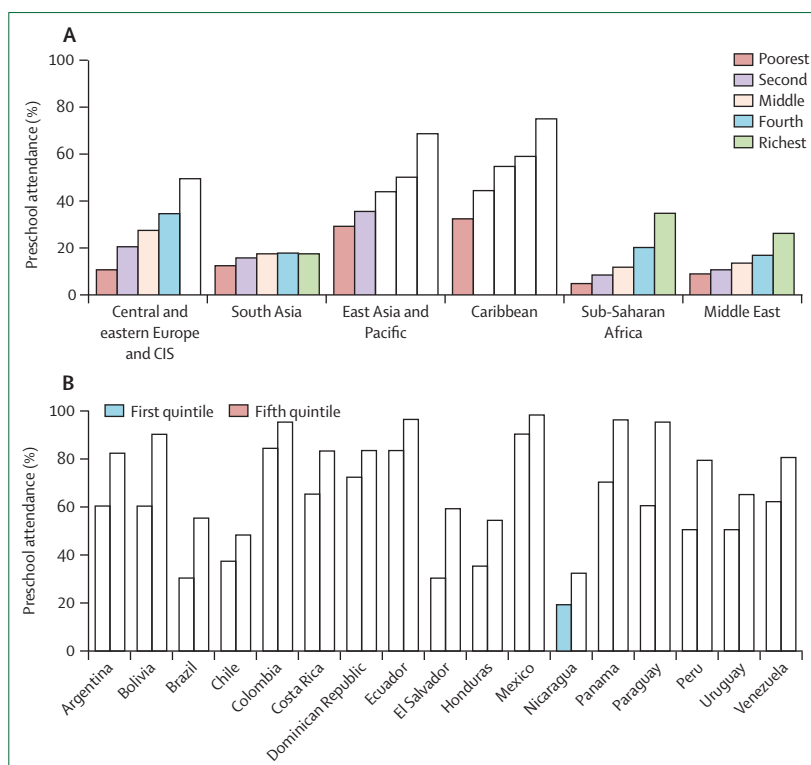 A
100
80
60
40
20
0
Preschool attendance (%)
Poorest
Second
Middle
Fourth
Richest
Central and
eastern Europe
and CIS
South Asia
East Asia and
Pacific
Caribbean
Sub-Saharan
Africa
Middle East
B
First quintile
Fifth quintile
100
80
60
40
20
0
Preschool attendance (%)
Argentina
Bolivia
Brazil
Chile
Colombia
Costa Rica
Dominican Republic
Ecuador
El Salvador
Honduras
Mexico
Nicaragua
Panama
Paraguay
Peru
Uruguay
Venezuela